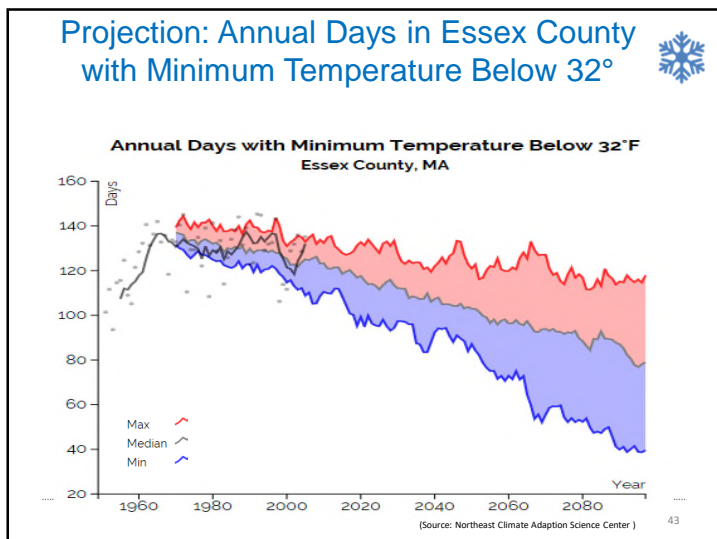 Projection: Annual Days in Essex County
with Minimum Temperature Below 32°
Annual Days with Minimum Temperature Below 32°F
Essex County, MA
160
140
120
100
80
60
40
20
Days
Max
Median
Min
Year
1960 1980 2000 2020 2040 2060 2080
(Source: Northeast Climate Adaption Science Center )
43